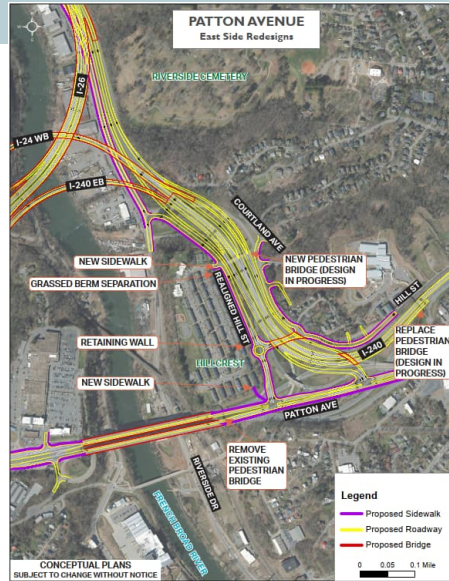 PATTON AVENUE
East Side Redesigns
RIVERSIDE CEMETERY
I-26
I-24 WB
I-240 EB
COURTLAND AVE
NEW SIDEWALK
GRASSED BERM SEPARATION
NEW PEDESTRIAN
BRIDGE (DESIGN
IN PROGRESS)
REALIGNED HILL ST
HILL ST
RETAINING WALL
HILLCREST
I-240
REPLACE
PEDESTRIAN
BRIDGE
(DESIGN IN
PROGRESS)
NEW SIDEWALK
PATTON AVE
REMOVE
EXISTING
PEDESTRIAN
BRIDGE
RIVERSIDE DR
FRENCH BROAD RIVER
Legend
Proposed Sidewalk
Proposed Roadway
Proposed Bridge
0 0.05 0.1 Mile
CONCEPTUAL PLANS
SUBJECT TO CHANGE WITHOUT NOTICE